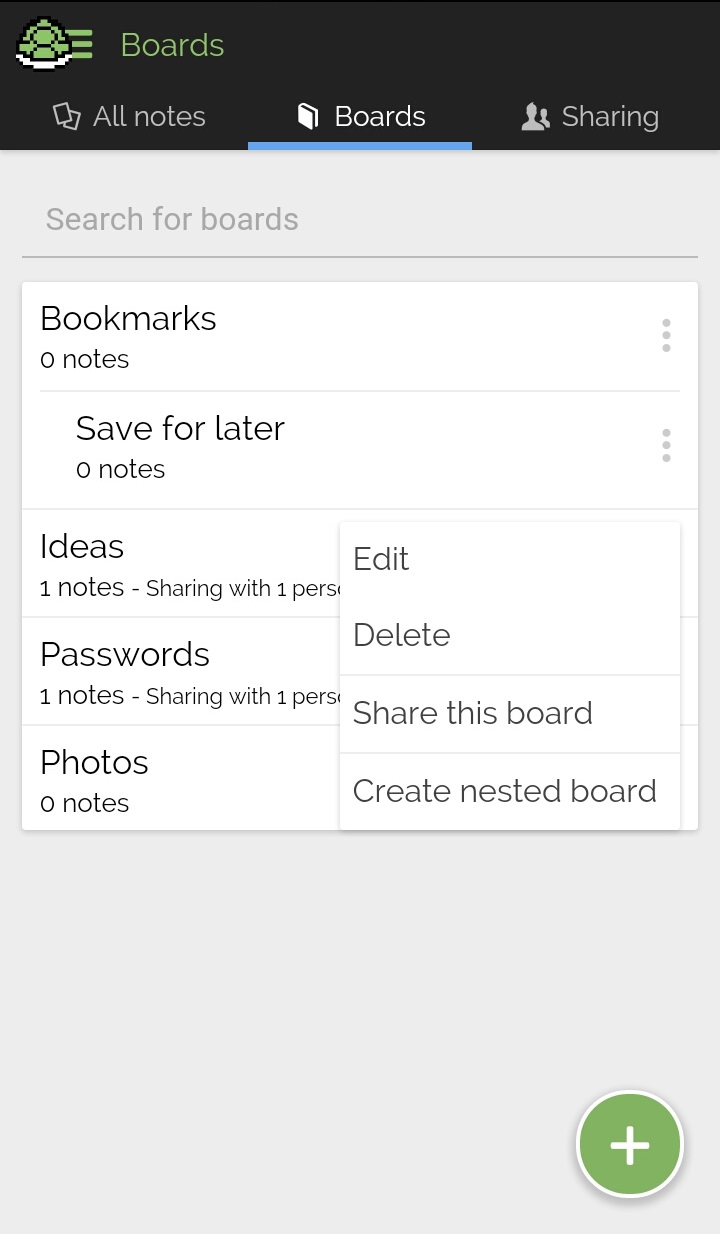 Boards
All notes
Boards
Sharing
Search for boards
Bookmarks
0 notes
Save for later
0 notes
Ideas
1 notes - Sharing with 1
Passwords
1 notes - Sharing with 1
Photos
0 notes
Edit
Delete
Share this board
Create nested board